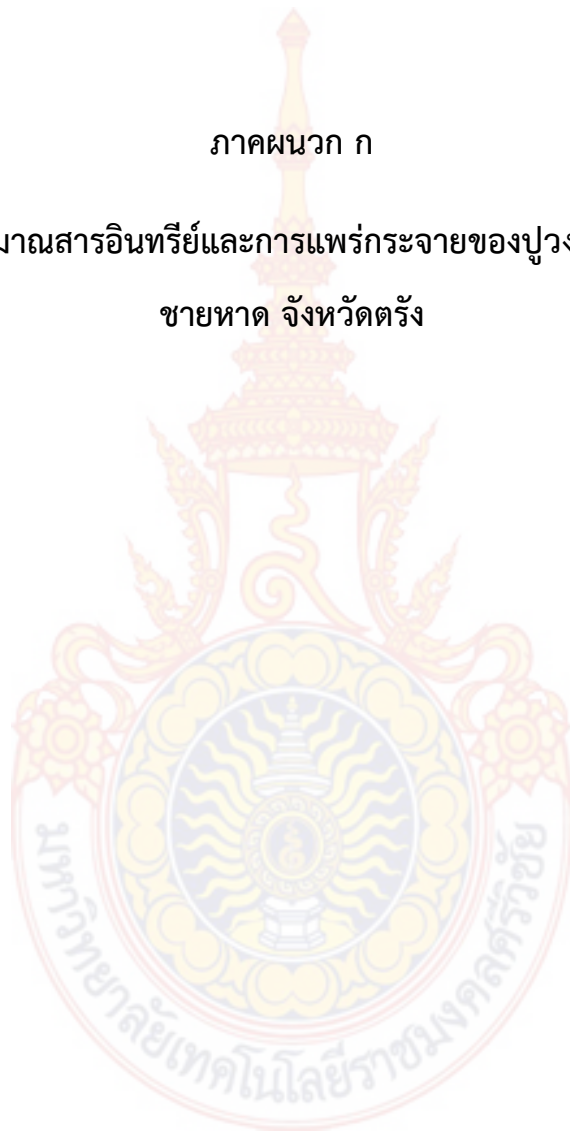 ภาคผนวก ก
มาณสารอินทรีย์และการแพร่กระจายของปูวง
ชายหาด จังหวัดตรัง
มหาวิทยาลัยเทคโนโลยีราชมงคลศรีวิชัย